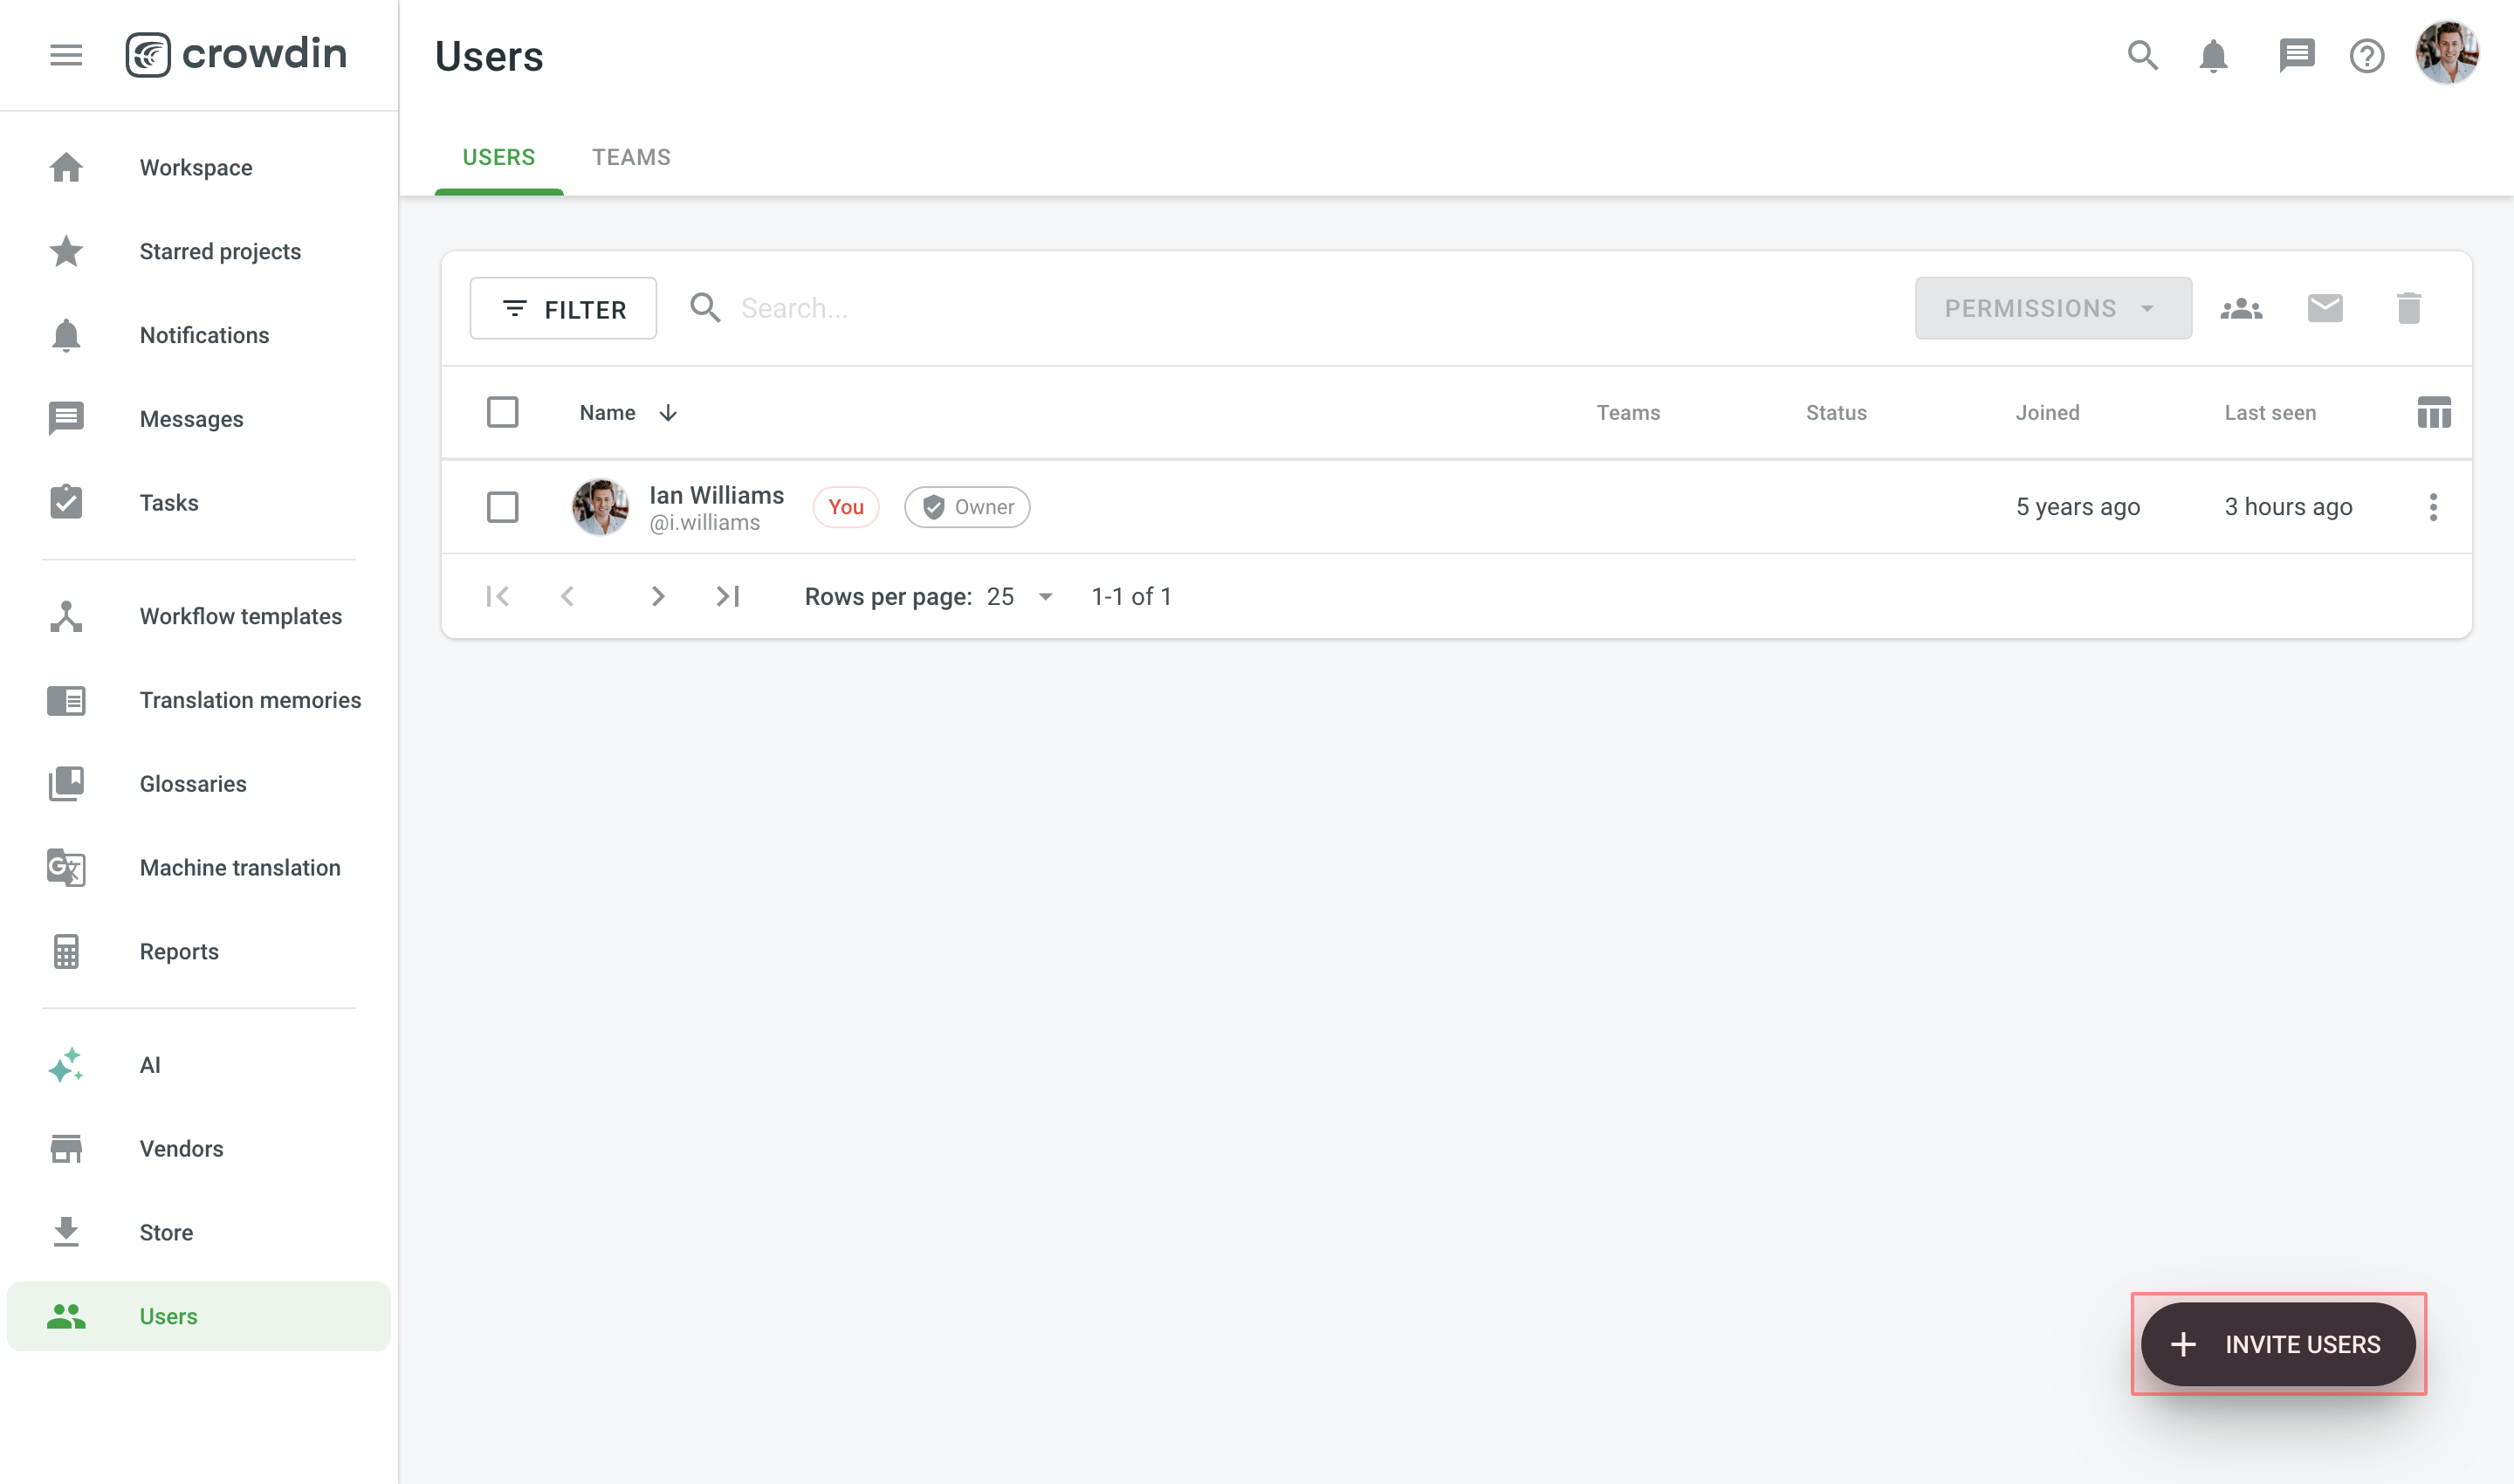 crowdin
Users
USERS
TEAMS
Workspace
Starred projects
Notifications
Messages
Tasks
Workflow templates
Translation memories
Glossaries
Machine translation
Reports
AI
Vendors
Store
Users
FILTER
Search...
PERMISSIONS
Name
Teams
Status
Joined
Last seen
Ian Williams
@i.williams
You
Owner
5 years ago
3 hours ago
Rows per page: 25
1-1 of 1
INVITE USERS